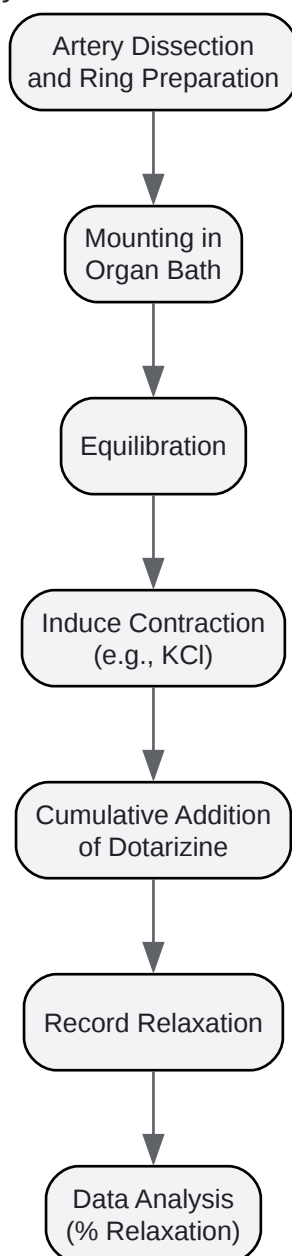 Artery Dissection
and Ring Preparation
Mounting in
Organ Bath
Equilibration
Induce Contraction
(e.g., KCl)
Cumulative Addition
of Dotarizine
Record Relaxation
Data Analysis
(% Relaxation)